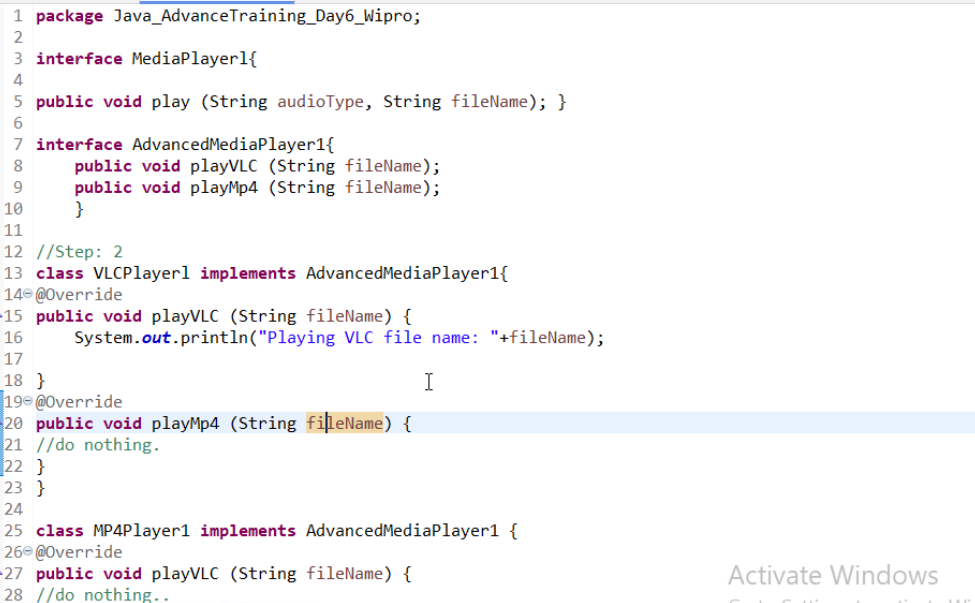 1 package Java_AdvanceTraining_Day6_Wipro;
2
3 interface MediaPlayerl{
4
5 public void play (String audioType, String fileName); }
6
7 interface AdvancedMediaPlayer1{
8     public void playVLC (String fileName);
9     public void playMp4 (String fileName);
10     }
11
12 //Step: 2
13 class VLCPlayerl implements AdvancedMediaPlayer1{
14 @Override
15 public void playVLC (String fileName) {
16     System.out.println("Playing VLC file name: "+fileName);
17
18 }
19 @Override
20 public void playMp4 (String fileName) {
21 //do nothing.
22 }
23 }
24
25 class MP4Player1 implements AdvancedMediaPlayer1 {
26 @Override
27 public void playVLC (String fileName) {
28 //do nothing..
Activate Windows